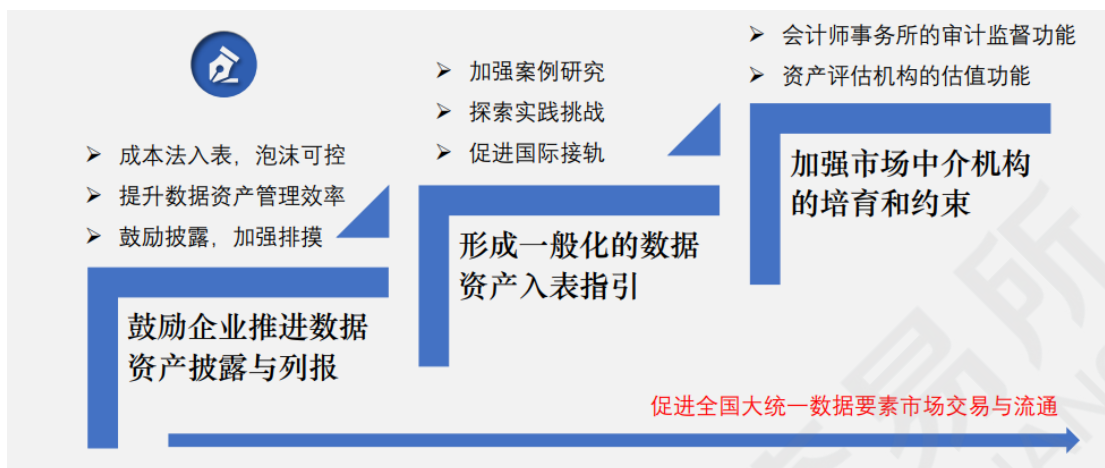 ➢ 成本法入表，泡沫可控
➢ 提升数据资产管理效率
➢ 鼓励披露，加强排摸
鼓励企业推进数据
资产披露与列报
➢ 加强案例研究
➢ 探索实践挑战
➢ 促进国际接轨
形成一般化的数据
资产入表指引
➢ 会计师事务所的审计监督功能
➢ 资产评估机构的估值功能
加强市场中介机构
的培育和约束
促进全国大统一数据要素市场交易与流通
易所